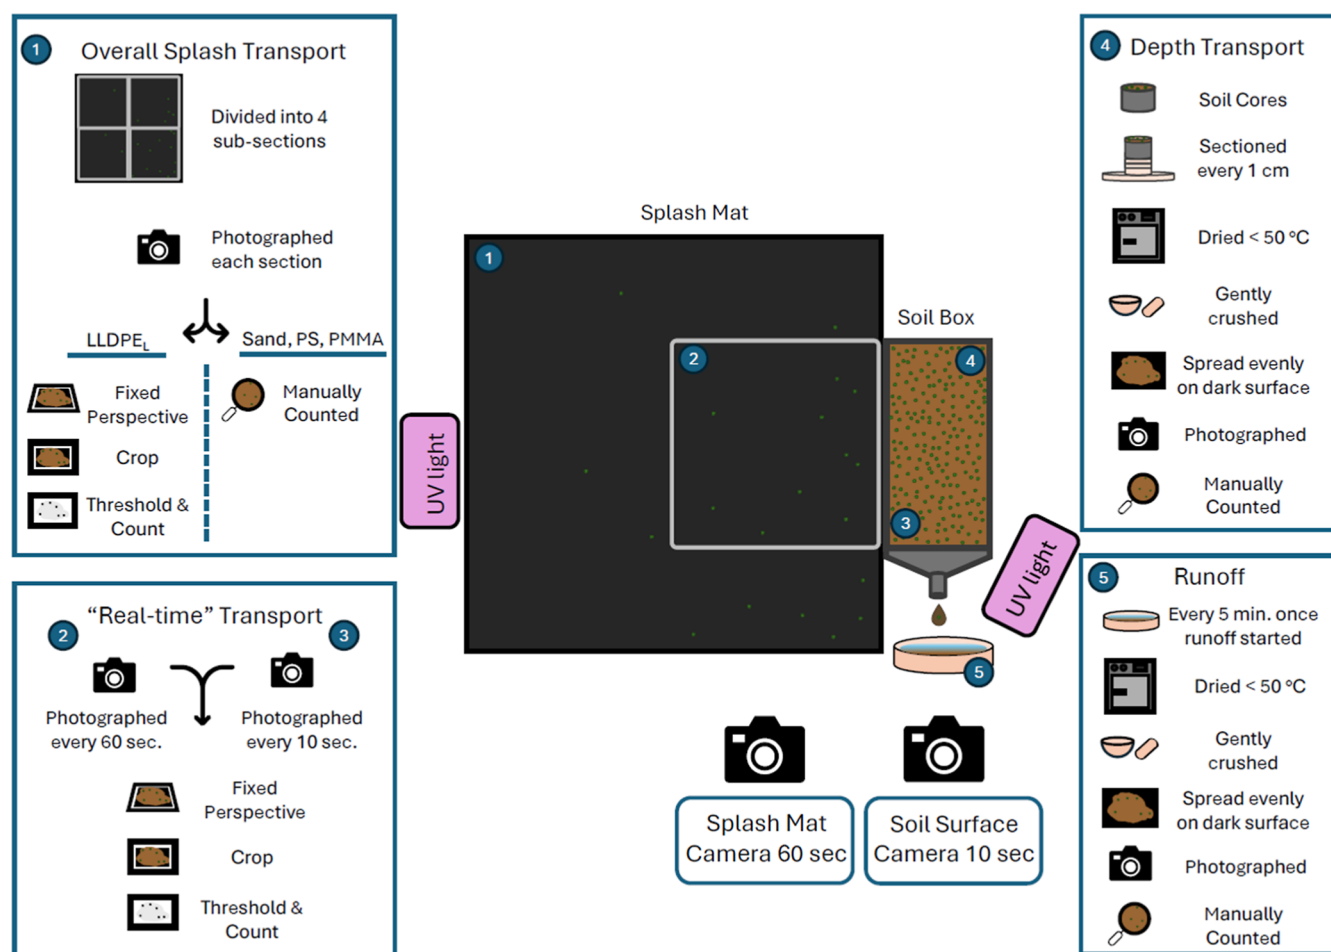 1
Overall Splash Transport
Divided into 4
sub-sections
Photographed
each section
LLDPE_L
Sand, PS, PMMA
Fixed
Perspective
Crop
Threshold &
Count
Manually
Counted
"Real-time" Transport
2
3
Photographed
every 60 sec.
Photographed
every 10 sec.
Fixed
Perspective
Crop
Threshold &
Count
Splash Mat
1
2
UV light
Soil Box
4
3
UV light
5
Splash Mat
Camera 60 sec
Soil Surface
Camera 10 sec
4
Depth Transport
Soil Cores
Sectioned
every 1 cm
Dried < 50 °C
Gently
crushed
Spread evenly
on dark surface
Photographed
Manually
Counted
5
Runoff
Every 5 min. once
runoff started
Dried < 50 °C
Gently
crushed
Spread evenly
on dark surface
Photographed
Manually
Counted